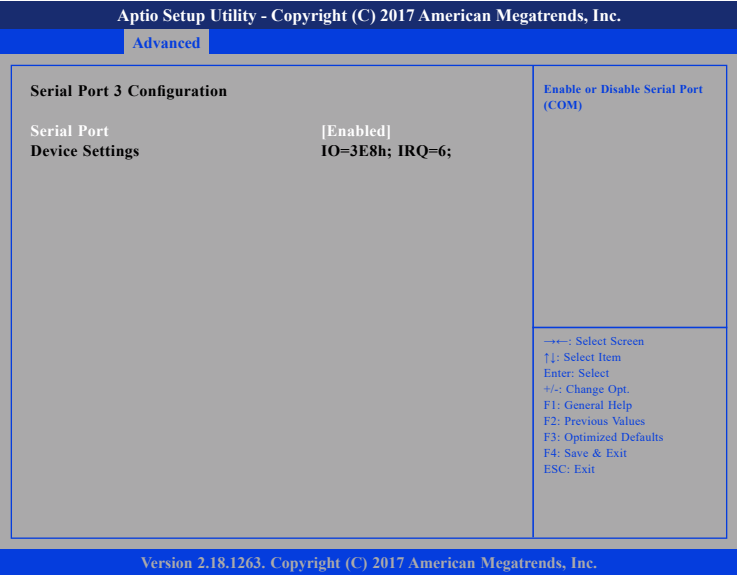 Aptio Setup Utility - Copyright (C) 2017 American Megatrends, Inc.
Advanced
Serial Port 3 Configuration
Serial Port [Enabled]
Device Settings IO=3E8h; IRQ=6;
Enable or Disable Serial Port
(COM)
→←: Select Screen
↑↓: Select Item
Enter: Select
+/-: Change Opt.
F1: General Help
F2: Previous Values
F3: Optimized Defaults
F4: Save & Exit
ESC: Exit
Version 2.18.1263. Copyright (C) 2017 American Megatrends, Inc.